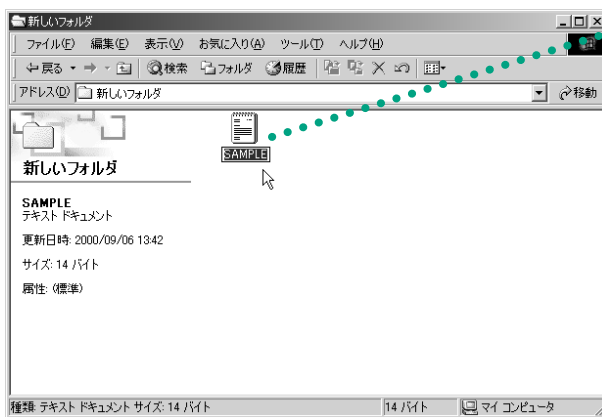 新しいフォルダ
ファイル(F) 編集(E) 表示(V) お気に入り(A) ツール(T) ヘルプ(H)
戻る 検索 フォルダ 履歴
アドレス(D) 新しいフォルダ 移動
SAMPLE
新しいフォルダ
SAMPLE
テキスト ドキュメント
更新日時: 2000/09/06 13:42
サイズ: 14 バイト
属性: (標準)
種類: テキスト ドキュメント サイズ: 14 バイト 14 バイト マイ コンピュータ